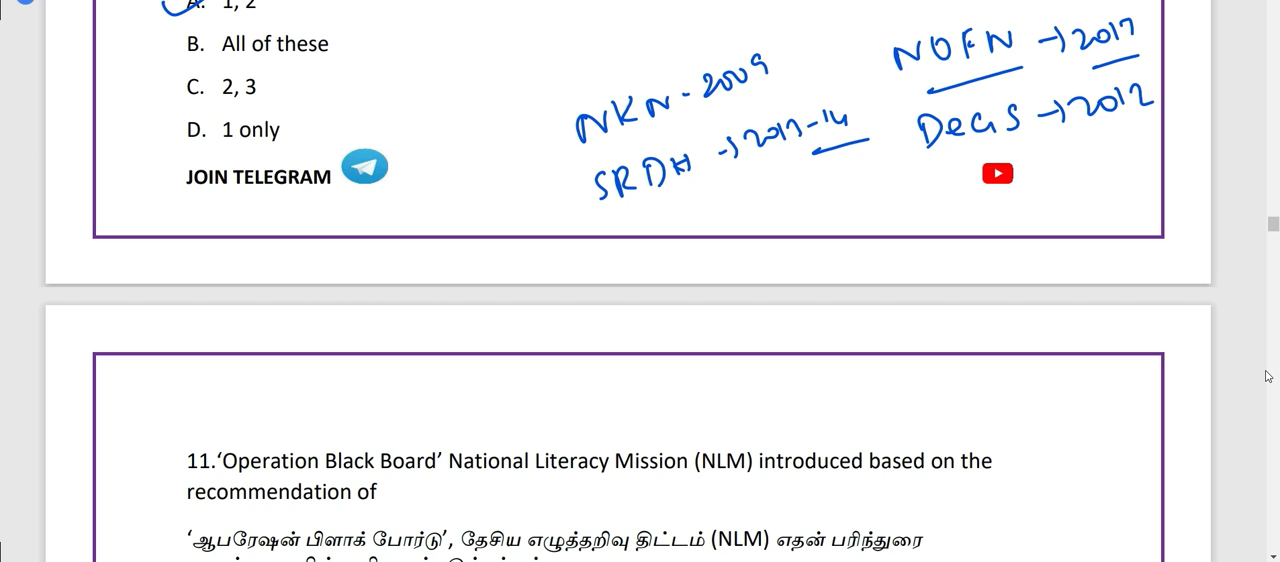 A. 1, 2
B. All of these
C. 2, 3
D. 1 only
JOIN TELEGRAM
NKN - 2009
SRDH → 2013-14
NOFN → 2017
DeGS → 2012
11.‘Operation Black Board’ National Literacy Mission (NLM) introduced based on the
recommendation of
‘ஆபரேஷன் பிளாக் போர்டு’, தேசிய எழுத்தறிவு திட்டம் (NLM) எதன் பரிந்துரை